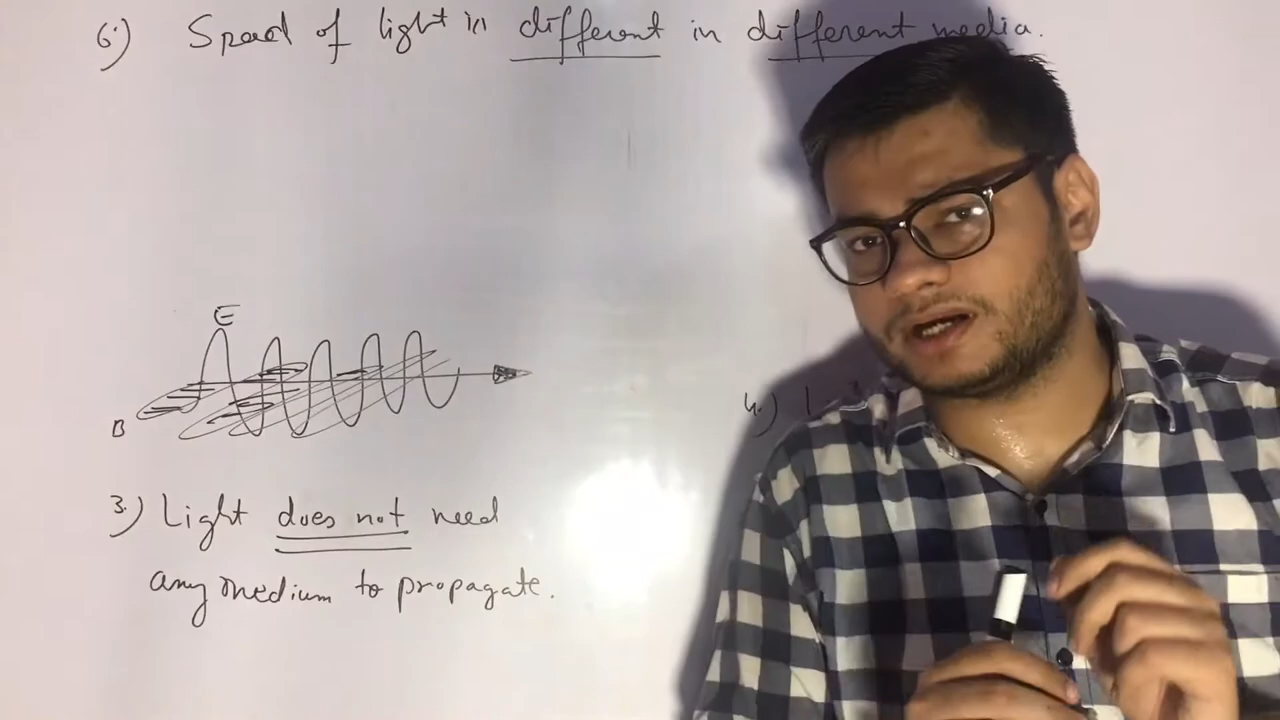 6.) Speed of light in different in different media.
E
B
3.) Light does not need
any medium to propagate.
4.)